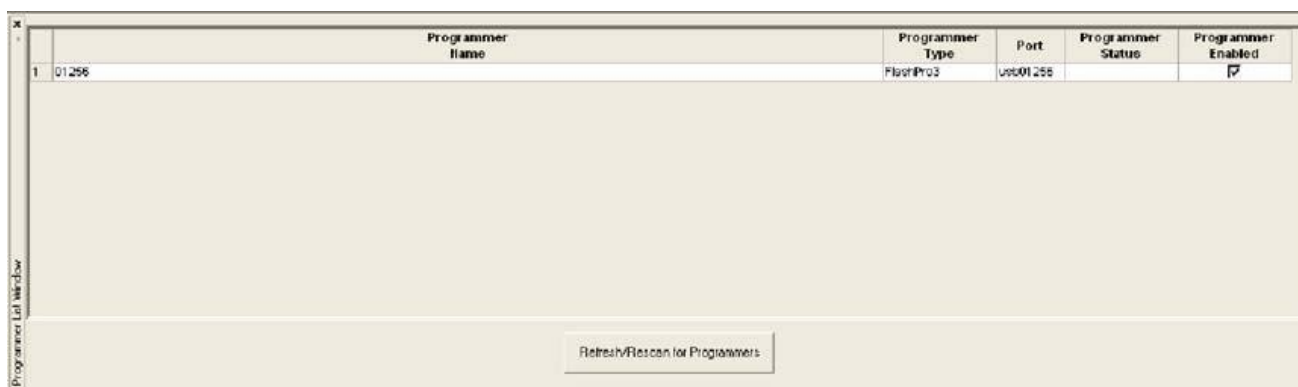 Programmer Name
Programmer Type
Port
Programmer Status
Programmer Enabled
1 01256 FlashPro3 usb01256
Programmer List Window
Refresh/Rescan for Programmers